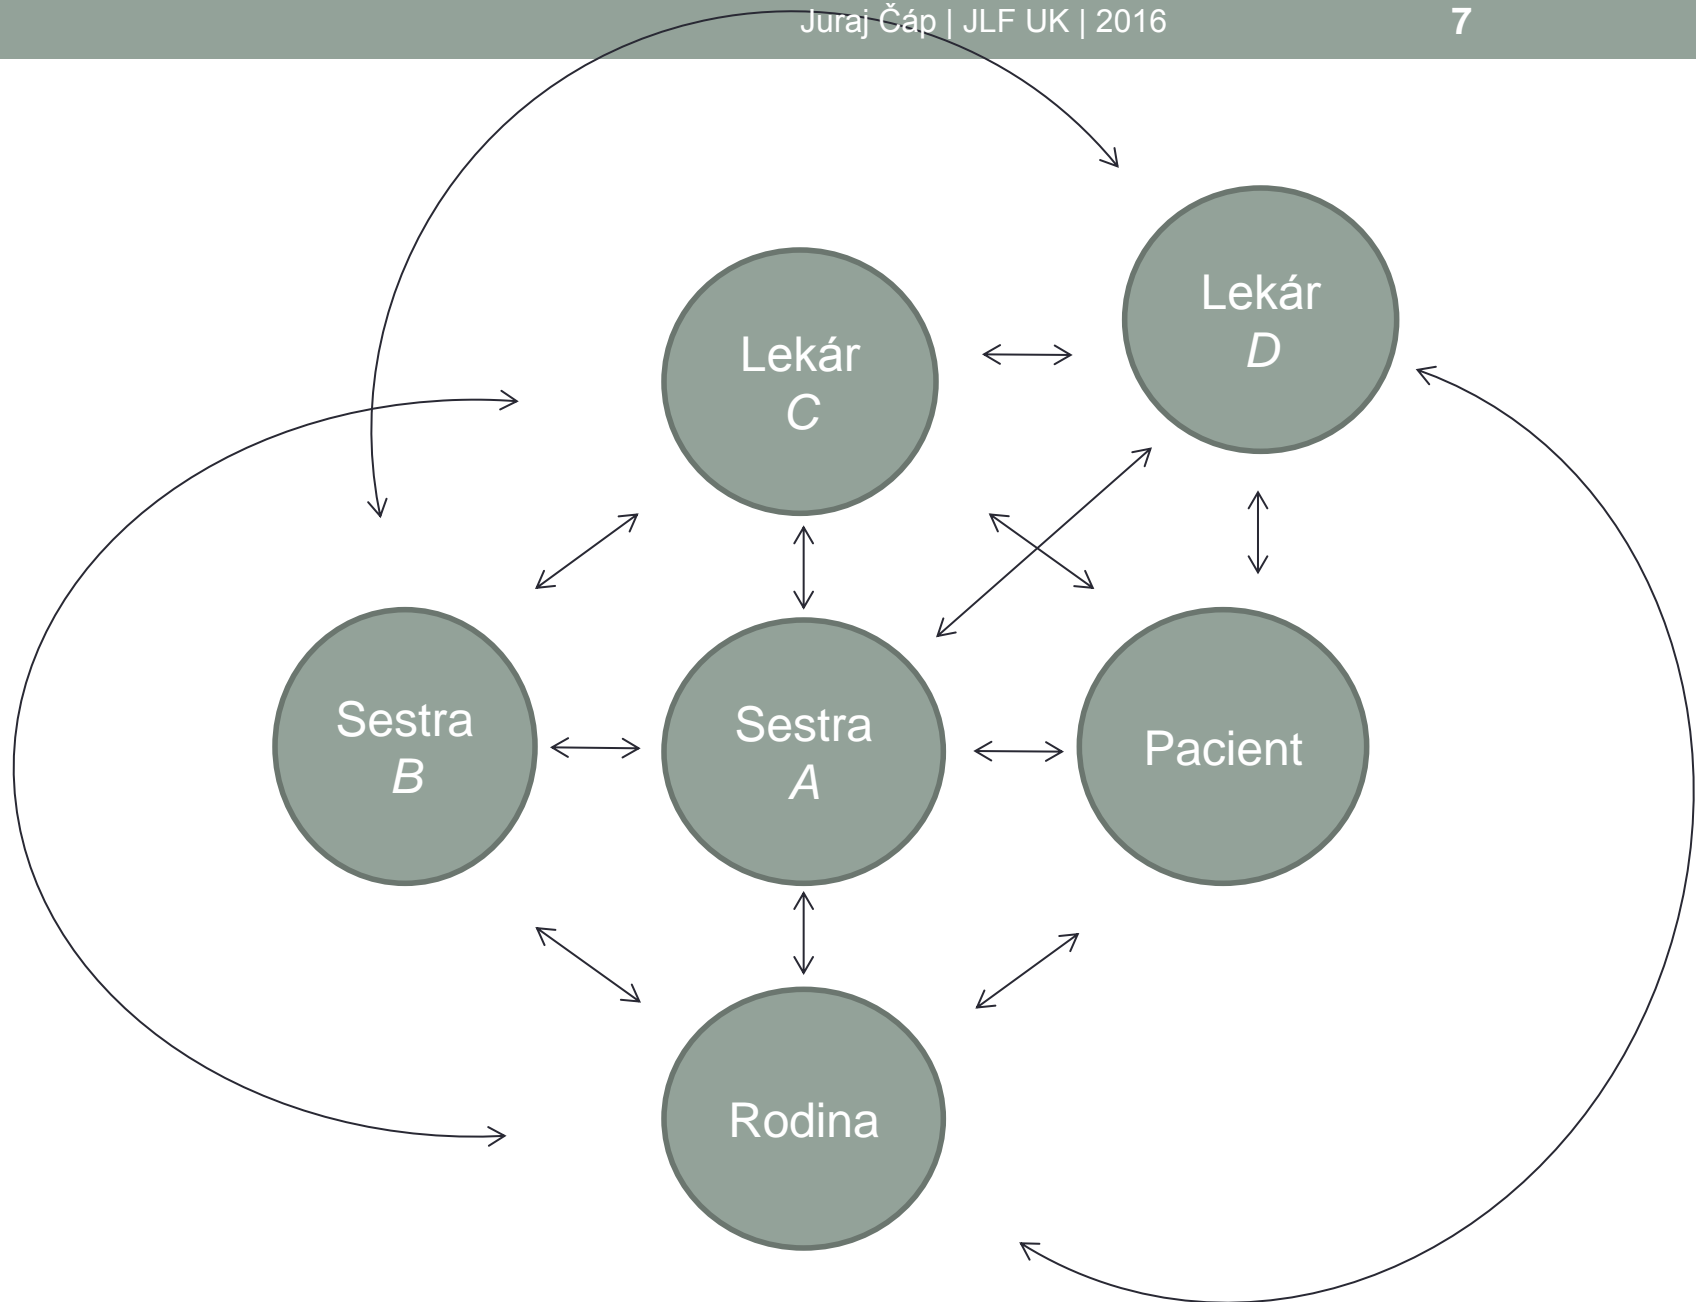 Juraj Čáp | JLF UK | 2016
7
Lekár
D
Lekár
C
Sestra
B
Sestra
A
Pacient
Rodina